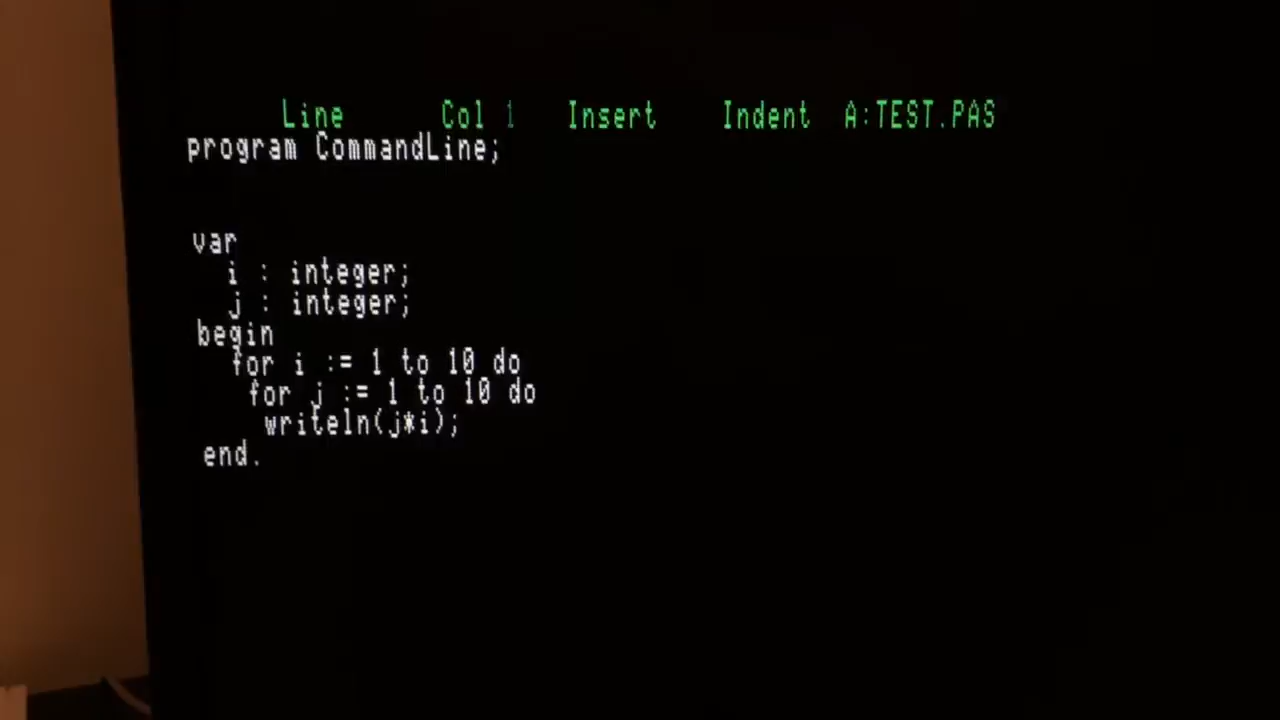 Line Col 1 Insert Indent A:TEST.PAS
program CommandLine;
var
i : integer;
j : integer;
begin
for i := 1 to 10 do
for j := 1 to 10 do
writeln(j*i);
end.